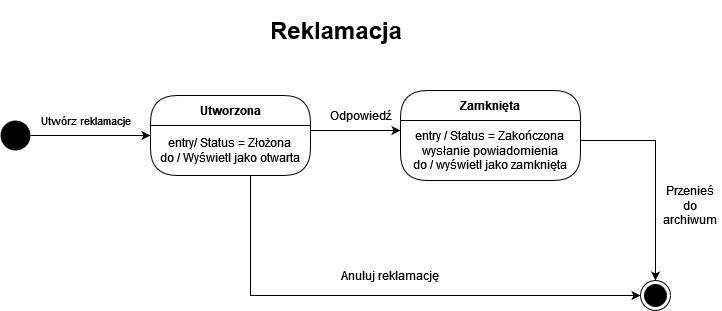 Reklamacja
Utwórz reklamacje
Utworzona
entry/ Status = Złożona
do / Wyświetl jako otwarta
Odpowiedź
Zamknięta
entry / Status = Zakończona
wysłanie powiadomienia
do / wyświetl jako zamknięta
Przenieś
do
archiwum
Anuluj reklamację